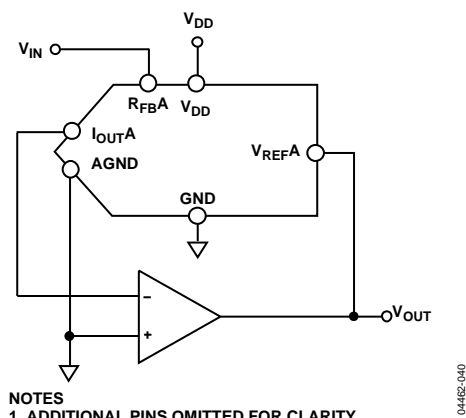 VDD
VIN
RFBA VDD
IOUTA
VREFA
AGND
GND
−
+
VOUT
NOTES
1. ADDITIONAL PINS OMITTED FOR CLARITY
04462-040